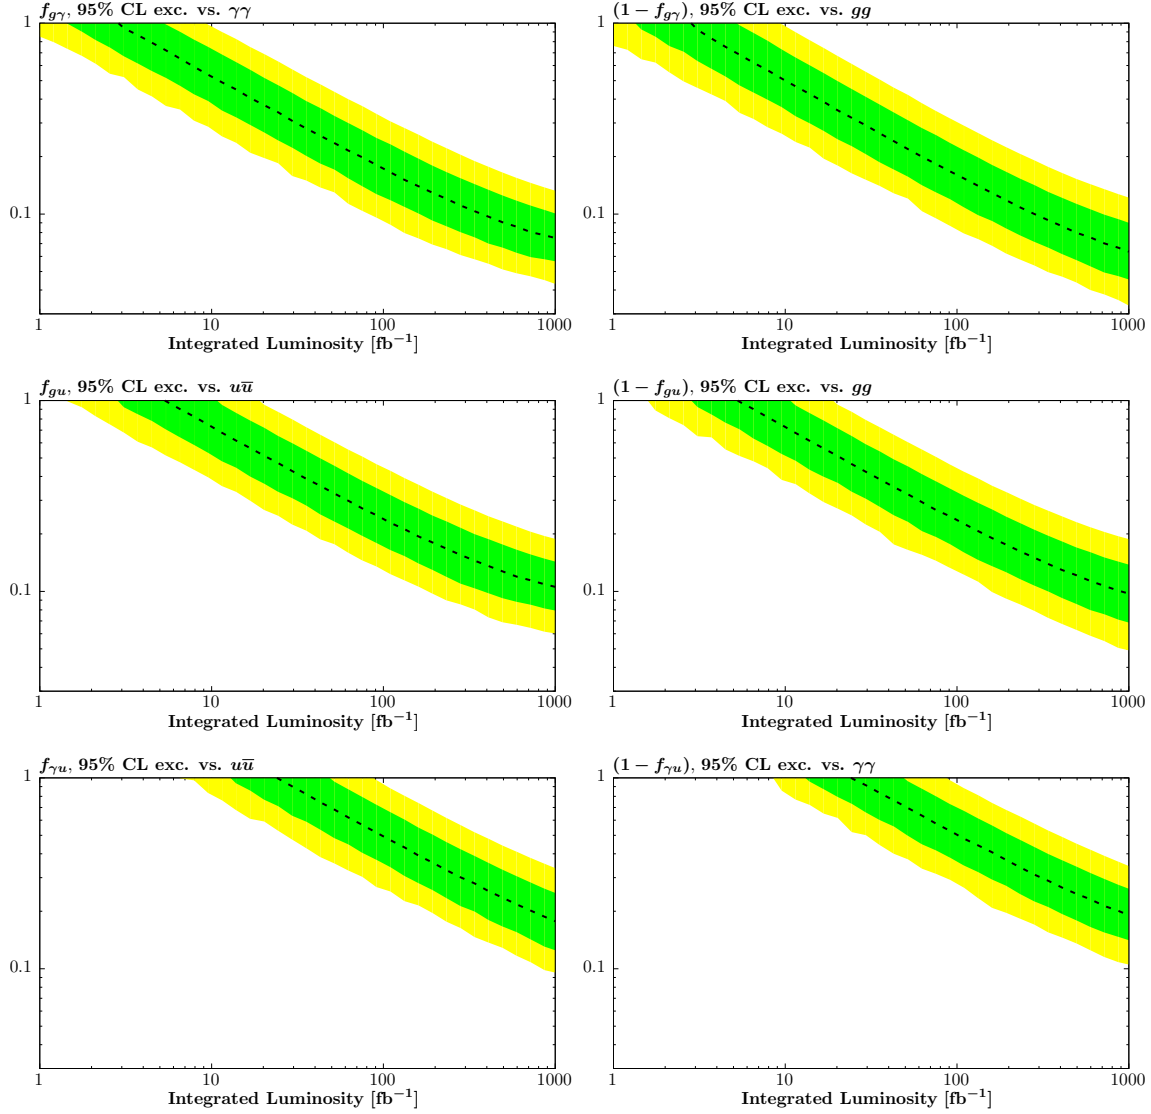 f_{gγ}, 95% CL exc. vs. γγ
1
0.1
1 10 100 1000
Integrated Luminosity [fb⁻¹]
(1 − f_{gγ}), 95% CL exc. vs. gg
1
0.1
1 10 100 1000
Integrated Luminosity [fb⁻¹]
f_{gu}, 95% CL exc. vs. uū
1
0.1
1 10 100 1000
Integrated Luminosity [fb⁻¹]
(1 − f_{gu}), 95% CL exc. vs. gg
1
0.1
1 10 100 1000
Integrated Luminosity [fb⁻¹]
f_{γu}, 95% CL exc. vs. uū
1
0.1
1 10 100 1000
Integrated Luminosity [fb⁻¹]
(1 − f_{γu}), 95% CL exc. vs. γγ
1
0.1
1 10 100 1000
Integrated Luminosity [fb⁻¹]